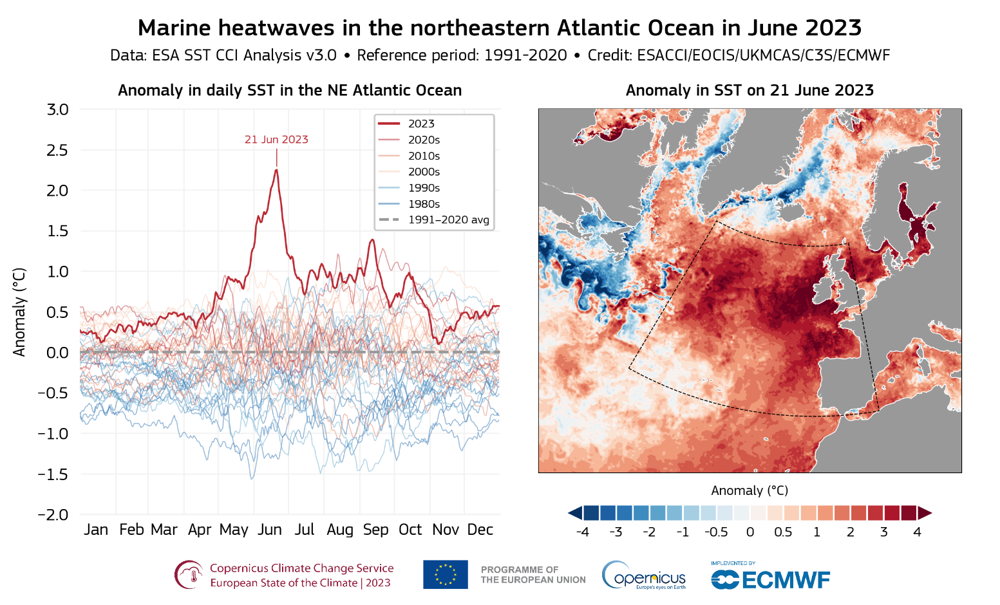 Marine heatwaves in the northeastern Atlantic Ocean in June 2023
Data: ESA SST CCI Analysis v3.0 • Reference period: 1991-2020 • Credit: ESACCI/EOCIS/UKMCAS/C3S/ECMWF
Anomaly in daily SST in the NE Atlantic Ocean
3.0
2.5
2.0
1.5
1.0
0.5
0.0
−0.5
−1.0
−1.5
−2.0
Anomaly (°C)
21 Jun 2023
2023
2020s
2010s
2000s
1990s
1980s
1991–2020 avg
Jan Feb Mar Apr May Jun Jul Aug Sep Oct Nov Dec
Anomaly in SST on 21 June 2023
Anomaly (°C)
-4 -3 -2 -1 -0.5 0 0.5 1 2 3 4
Copernicus Climate Change Service
European State of the Climate | 2023
PROGRAMME OF
THE EUROPEAN UNION
opernicus
Europe's eyes on Earth
IMPLEMENTED BY
ECMWF